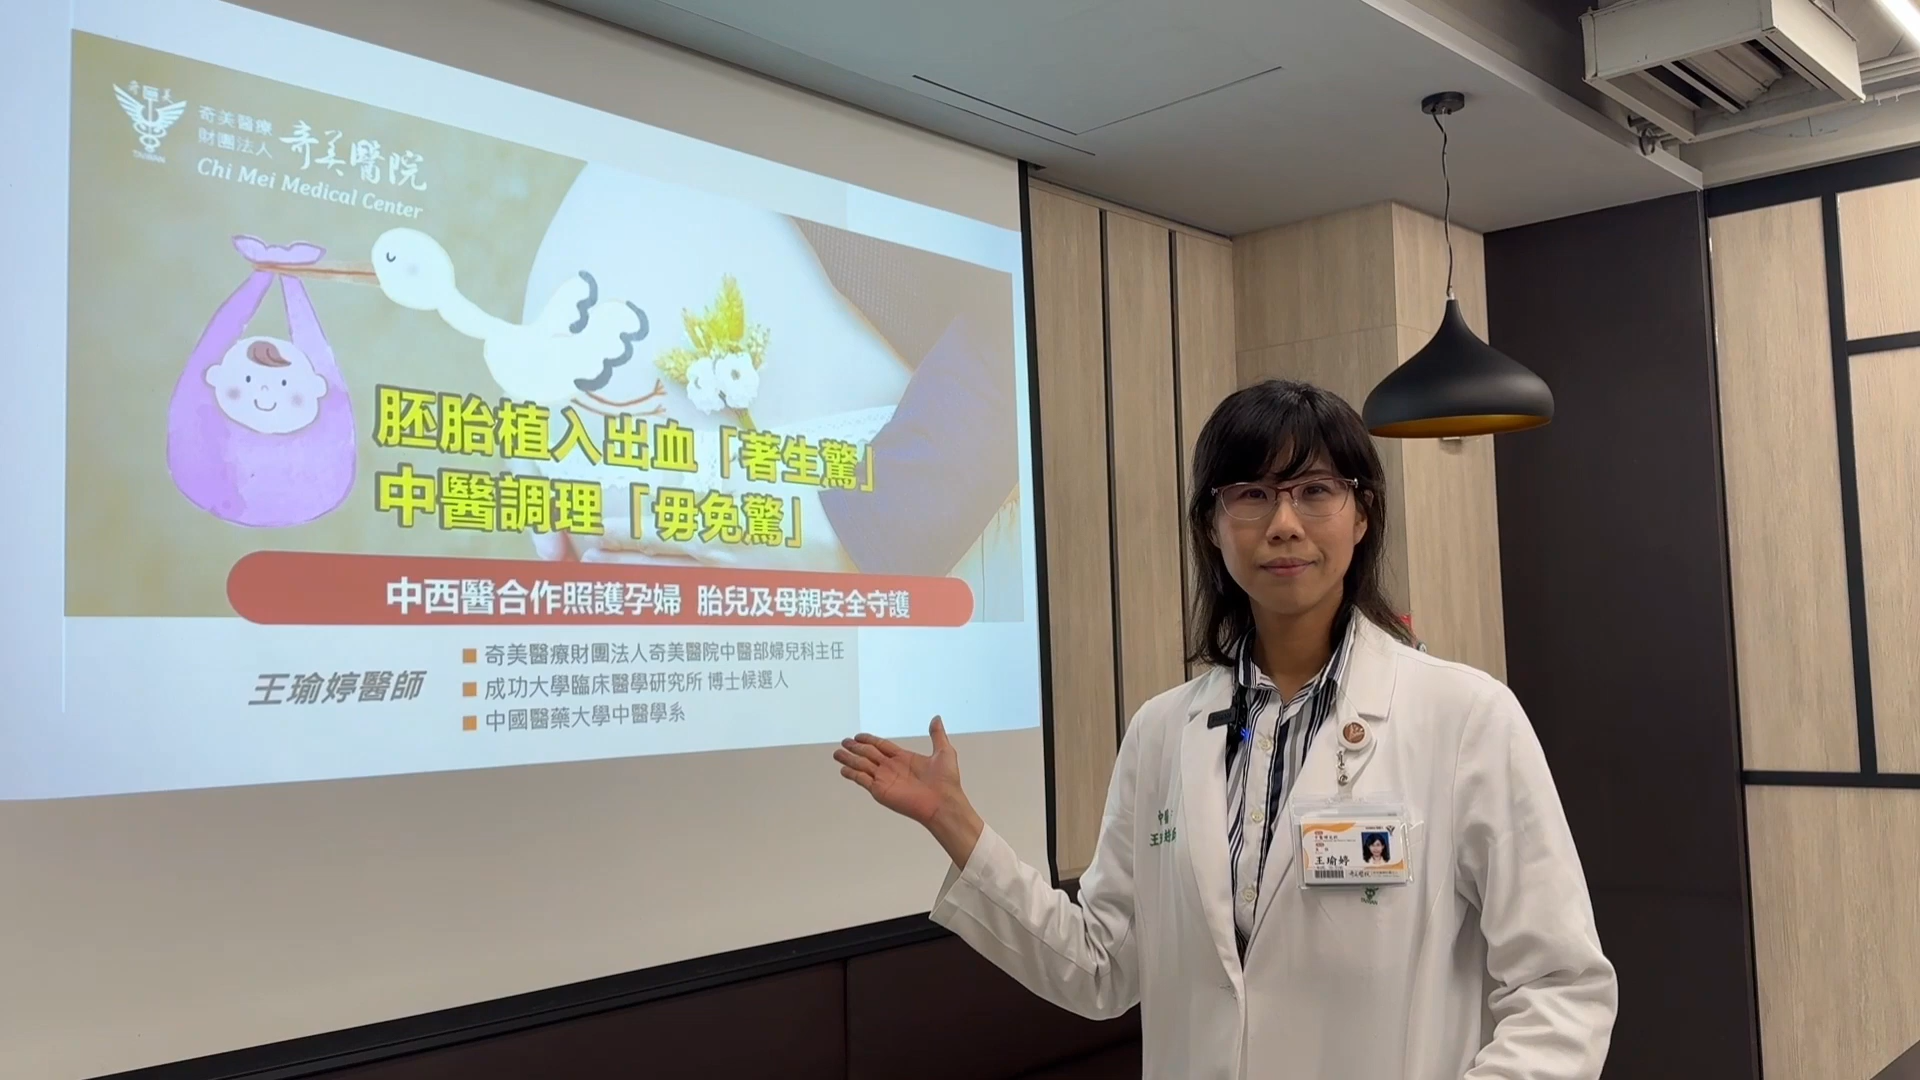 奇美
TAIWAN
奇美醫療
財團法人
奇美醫院
Chi Mei Medical Center
胚胎植入出血「著生驚」
中醫調理「毋免驚」
中西醫合作照護孕婦 胎兒及母親安全守護
王瑜婷醫師
奇美醫療財團法人奇美醫院中醫部婦兒科主任
成功大學臨床醫學研究所 博士候選人
中國醫藥大學中醫學系
中醫
王瑜婷